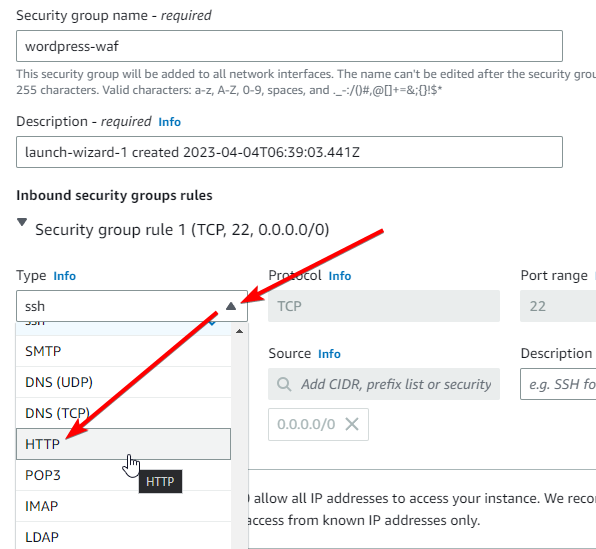 Security group name - required
wordpress-waf
This security group will be added to all network interfaces. The name can't be edited after the security
255 characters. Valid characters: a-z, A-Z, 0-9, spaces, and ._-:/()#,@[]+=&;{}!$*
Description - required Info
launch-wizard-1 created 2023-04-04T06:39:03.441Z
Inbound security groups rules
Security group rule 1 (TCP, 22, 0.0.0.0/0)
Type Info
Protocol Info
Port range
ssh
TCP
22
ssh
SMTP
DNS (UDP)
DNS (TCP)
HTTP
POP3
IMAP
LDAP
HTTP
Source Info
Description
Add CIDR, prefix list or security
e.g. SSH
0.0.0.0/0
allow all IP addresses to access your instance. We
access from known IP addresses only.